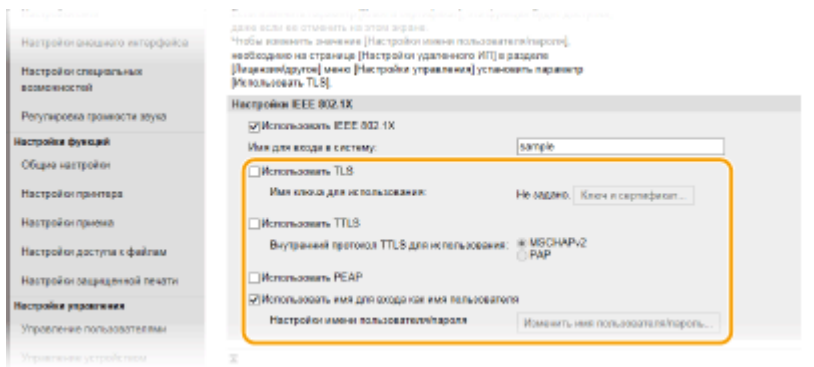 Настройки внешнего интерфейса
Настройки специальных
возможностей
Регулировка громкости звука
Настройки функций
Общие настройки
Настройки принтера
Настройки приема
Настройки доступа к файлам
Настройки защищенной печати
Настройки управления
Управление пользователями
Управление устройством
даже если ее отменить на этом экране.
Чтобы изменить значение [Настройки имени пользователя/пароля],
необходимо на странице [Настройки удаленного ИП] в разделе
[Лицензия/другое] меню [Настройки управления] установить параметр
[Использовать TLS].
Настройки IEEE 802.1X
Использовать IEEE 802.1X
Имя для входа в систему: sample
Использовать TLS
Имя ключа для использования: Не задано. Ключ и сертификат...
Использовать TTLS
Внутренний протокол TTLS для использования: MSCHAPv2
PAP
Использовать PEAP
Использовать имя для входа как имя пользователя
Настройки имени пользователя/пароля Изменить имя пользователя/пароль...